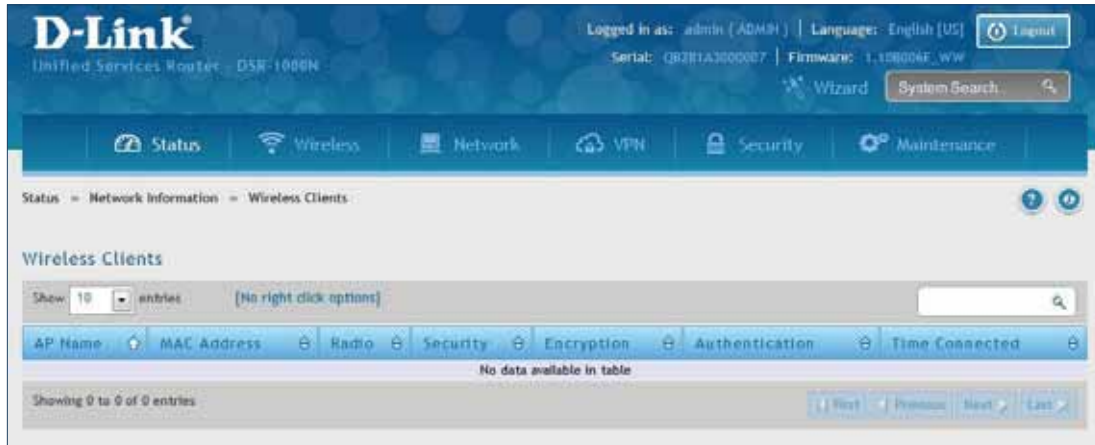 D-Link
Unified Services Router - DSR-1000N
Logged in as: admin ( ADMIN ) | Language: English [US]
Logout
Serial: | Firmware:
Wizard
System Search
Status
Wireless
Network
VPN
Security
Maintenance
Status » Network Information » Wireless Clients
Wireless Clients
Show 10 entries [No right click options]
AP Name MAC Address Radio Security Encryption Authentication Time Connected
No data available in table
Showing 0 to 0 of 0 entries
First Previous Next Last